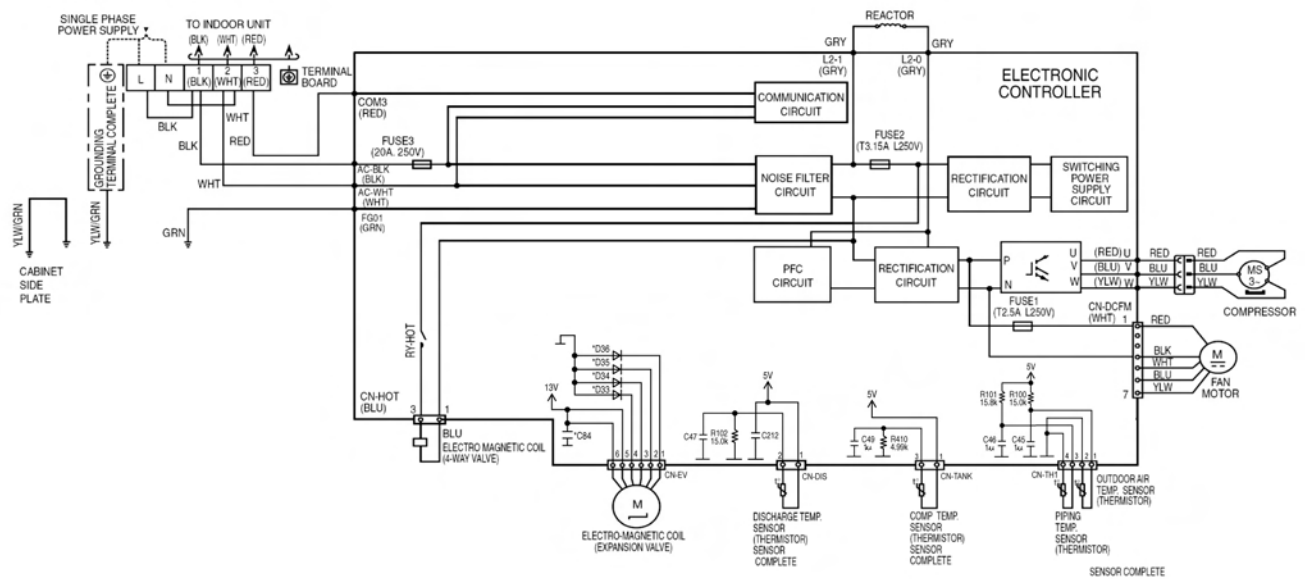 SINGLE PHASE
POWER SUPPLY
TO INDOOR UNIT
(BLK) (WHT) (RED)
L N 1 2 3
(BLK) (WHT) (RED)
TERMINAL
BOARD
GROUNDING
TERMINAL COMPLETE
BLK
WHT
BLK
RED
WHT
GRN
YLW/GRN
YLW/GRN
CABINET
SIDE
PLATE
REACTOR
GRY
GRY
L2-1
(GRY)
L2-0
(GRY)
ELECTRONIC
CONTROLLER
COM3
(RED)
COMMUNICATION
CIRCUIT
FUSE3
(20A. 250V)
AC-BLK
(BLK)
AC-WHT
(WHT)
FG01
(GRN)
NOISE FILTER
CIRCUIT
FUSE2
(T3.15A L250V)
RECTIFICATION
CIRCUIT
SWITCHING
POWER
SUPPLY
CIRCUIT
PFC
CIRCUIT
RECTIFICATION
CIRCUIT
P
N
U
V
W
(RED) U
(BLU) V
(YLW) W
RED
BLU
YLW
RED
BLU
YLW
MS
3~
COMPRESSOR
FUSE1
(T2.5A L250V)
CN-DCFM
(WHT)
1
7
RED
BLK
WHT
BLU
YLW
M
FAN
MOTOR
RY-HOT
CN-HOT
(BLU)
3 1
BLU
ELECTRO MAGNETIC COIL
(4-WAY VALVE)
*D36
*D35
*D34
*D33
13V
*C84
6 5 4 3 2 1
CN-EV
M
ELECTRO-MAGNETIC COIL
(EXPANSION VALVE)
5V
C47
R102
15.0k
C212
2 1
CN-DIS
DISCHARGE TEMP.
SENSOR
(THERMISTOR)
SENSOR
COMPLETE
5V
C49
R410
4.99k
3 1
CN-TANK
COMP TEMP.
SENSOR
(THERMISTOR)
SENSOR
COMPLETE
5V
R101
15.8k
R100
15.0k
C46
C45
4 3 2 1
CN-TH1
OUTDOOR AIR
TEMP. SENSOR
(THERMISTOR)
PIPING
TEMP.
SENSOR
(THERMISTOR)
SENSOR COMPLETE